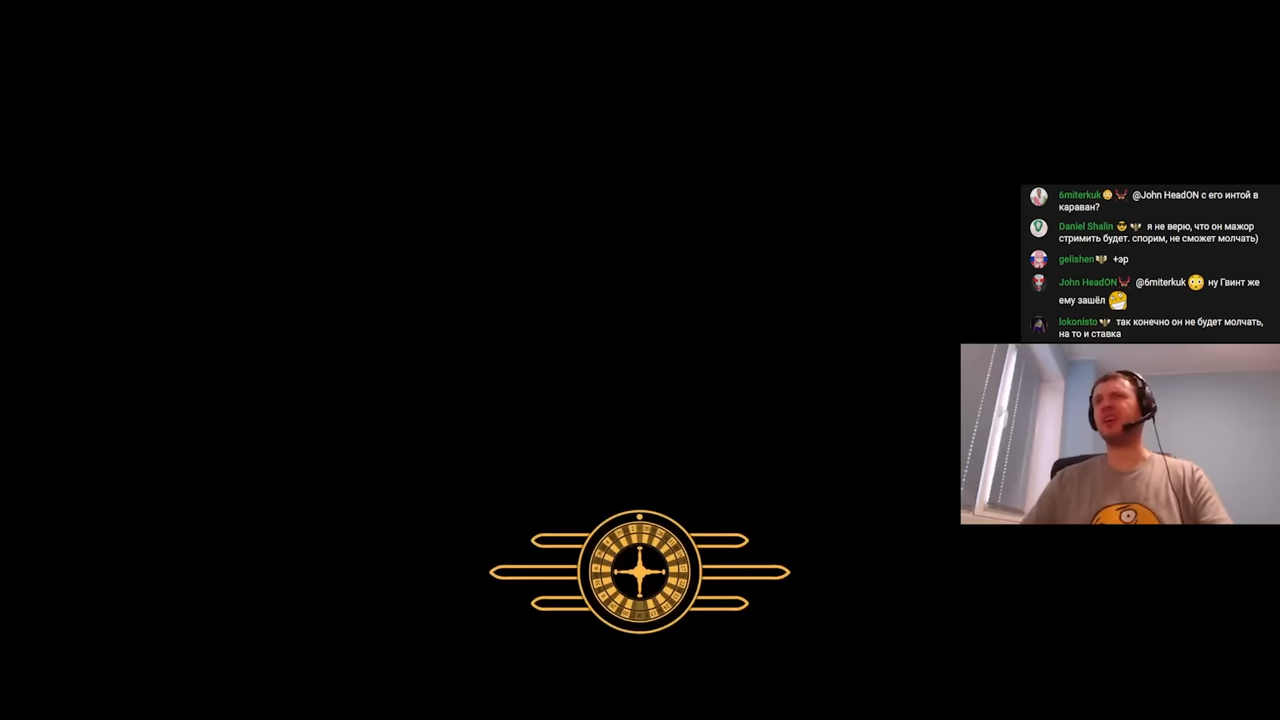 6miterkuk @John HeadON с его интой в
караван?
Daniel Shalin я не верю, что он мажор
стримить будет. спорим, не сможет молчать)
gelishen +эр
John HeadON @6miterkuk ну Гвинт же
ему зашёл
lokonisto так конечно он не будет молчать,
на то и ставка